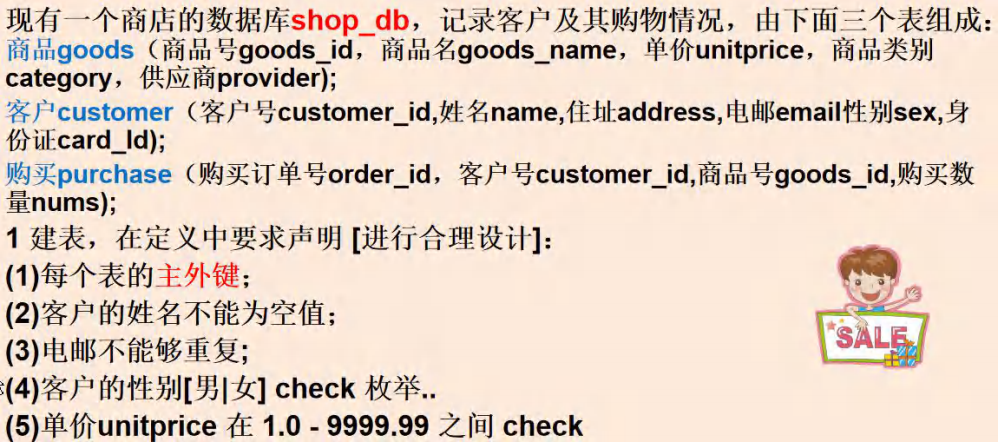 现有一个商店的数据库shop_db，记录客户及其购物情况，由下面三个表组成：
商品goods（商品号goods_id，商品名goods_name，单价unitprice，商品类别
category，供应商provider);
客户customer（客户号customer_id,姓名name,住址address,电邮email性别sex,身
份证card_Id);
购买purchase（购买订单号order_id，客户号customer_id,商品号goods_id,购买数
量nums);
1 建表，在定义中要求声明 [进行合理设计]：
(1)每个表的主外键；
(2)客户的姓名不能为空值；
(3)电邮不能够重复;
(4)客户的性别[男|女] check 枚举..
(5)单价unitprice 在 1.0 - 9999.99 之间 check
SALE